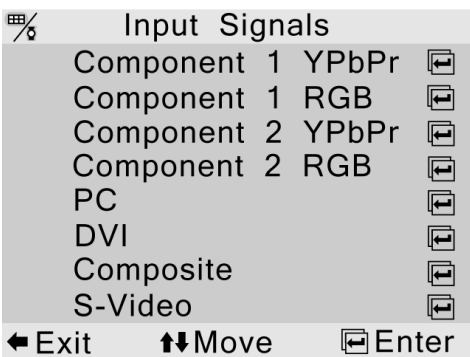 Input Signals
Component 1 YPbPr
Component 1 RGB
Component 2 YPbPr
Component 2 RGB
PC
DVI
Composite
S-Video
Exit Move Enter